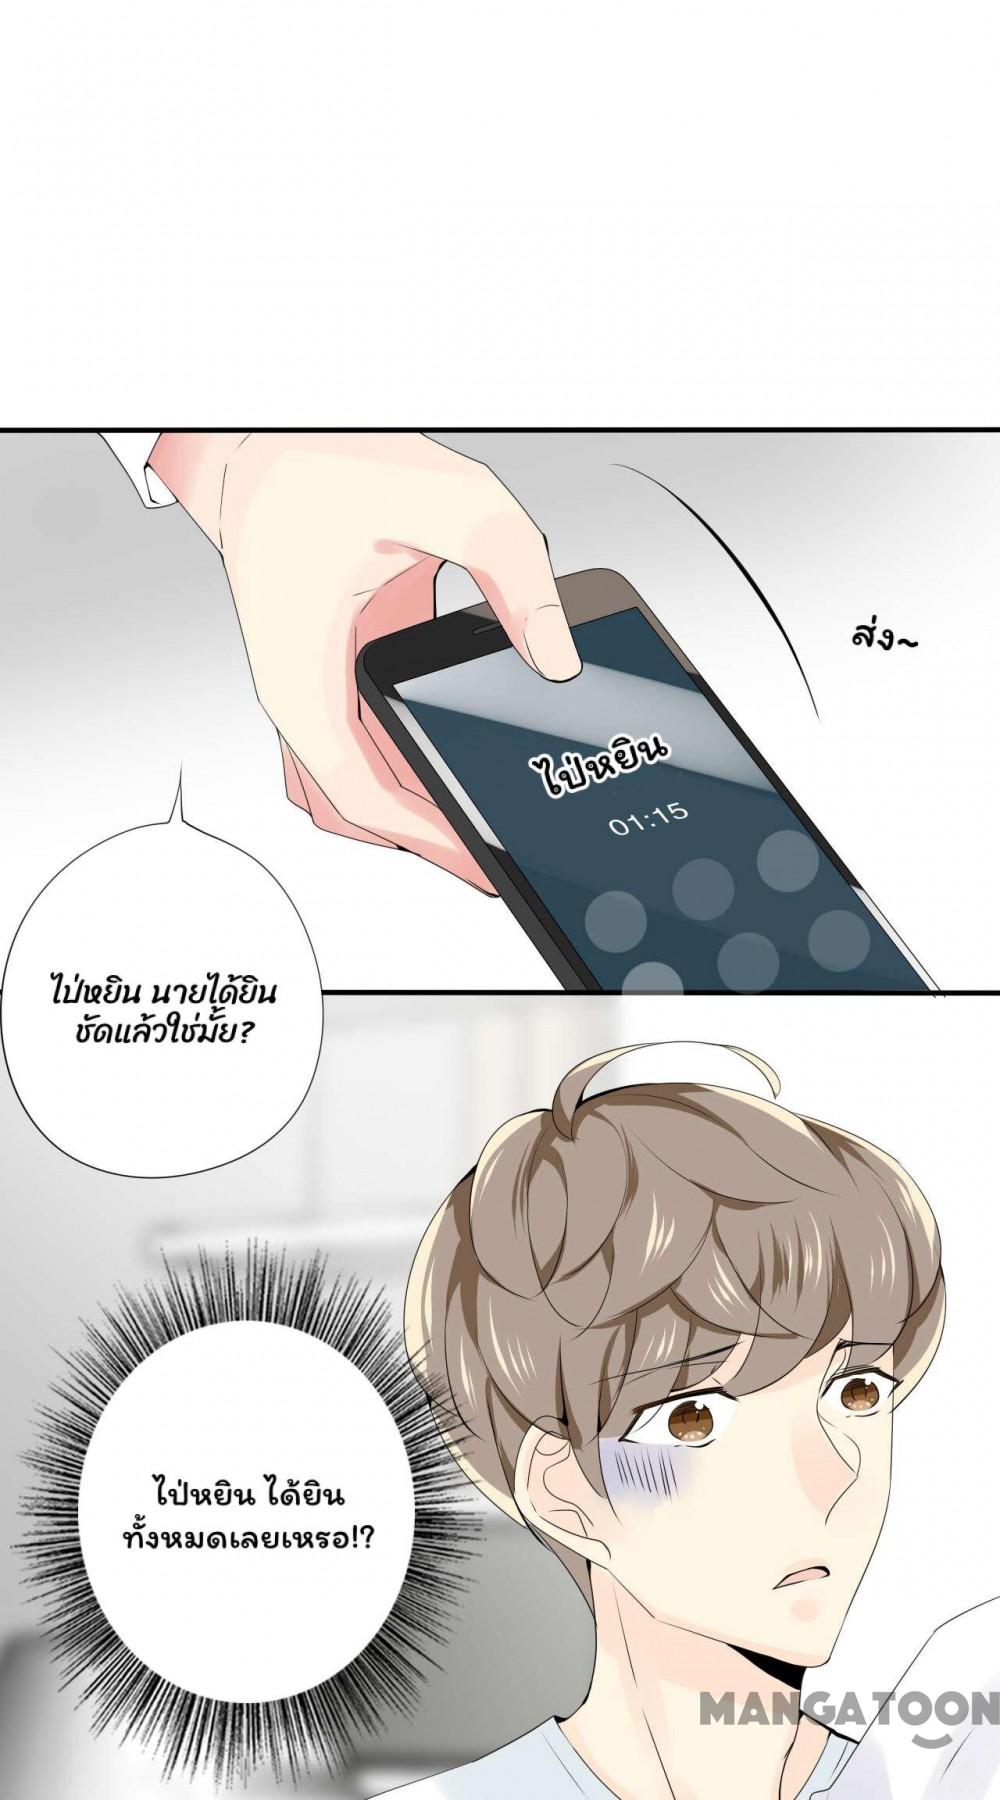 ส่ง~
ไป่หยิน
01:15
ไป่หยิน นายได้ยิน
ชัดแล้วใช่มั้ย?
ไป่หยิน ได้ยิน
ทั้งหมดเลยเหรอ!?
MANGATOON